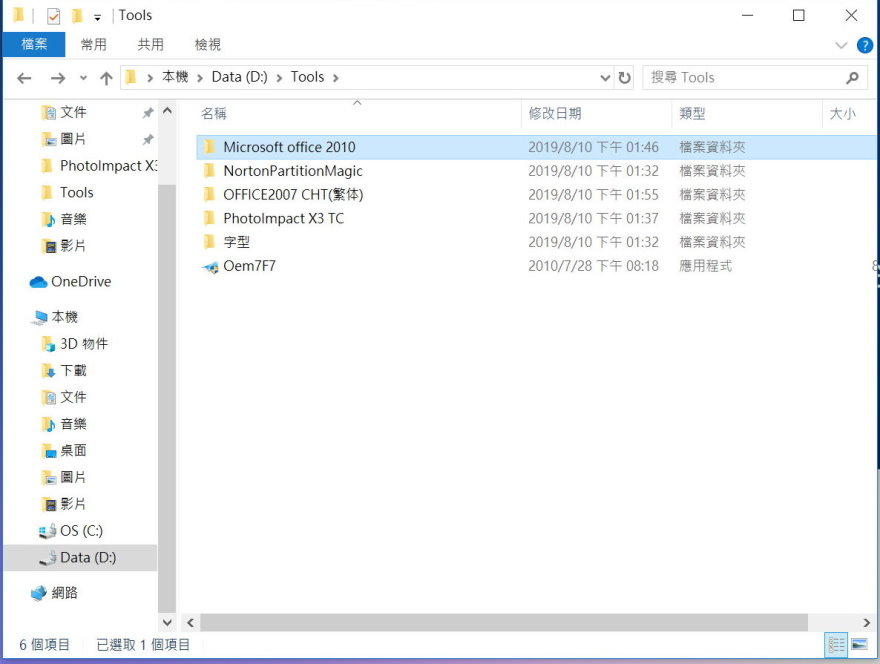 Tools
檔案 常用 共用 檢視 ?
本機 Data (D:) Tools 搜尋 Tools
名稱 修改日期 類型 大小
文件
圖片
PhotoImpact X3
Tools
音樂
影片
OneDrive
本機
3D 物件
下載
文件
音樂
桌面
圖片
影片
OS (C:)
Data (D:)
網路
Microsoft office 2010 2019/8/10 下午 01:46 檔案資料夾
NortonPartitionMagic 2019/8/10 下午 01:32 檔案資料夾
OFFICE2007 CHT(繁体) 2019/8/10 下午 01:55 檔案資料夾
PhotoImpact X3 TC 2019/8/10 下午 01:37 檔案資料夾
字型 2019/8/10 下午 01:32 檔案資料夾
Oem7F7 2010/7/28 下午 08:18 應用程式
6 個項目 已選取 1 個項目